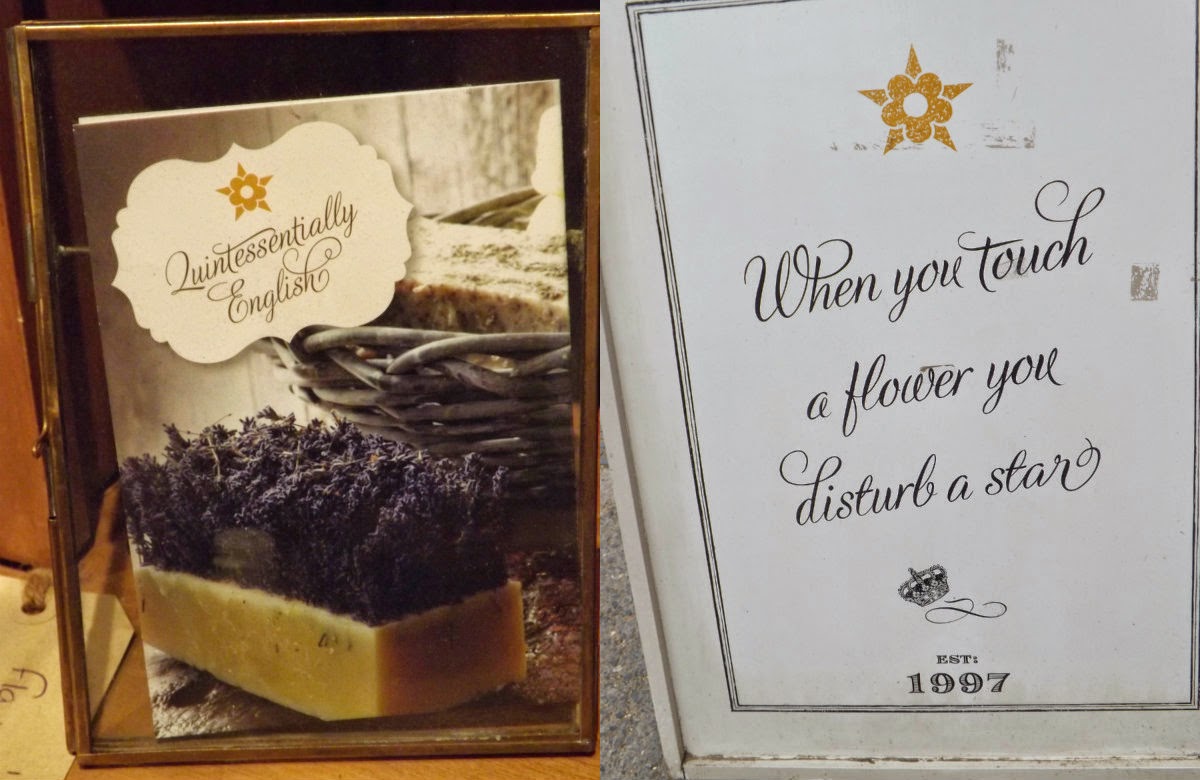 Quintessentially
English
When you touch
a flower you
disturb a star
EST:
1997